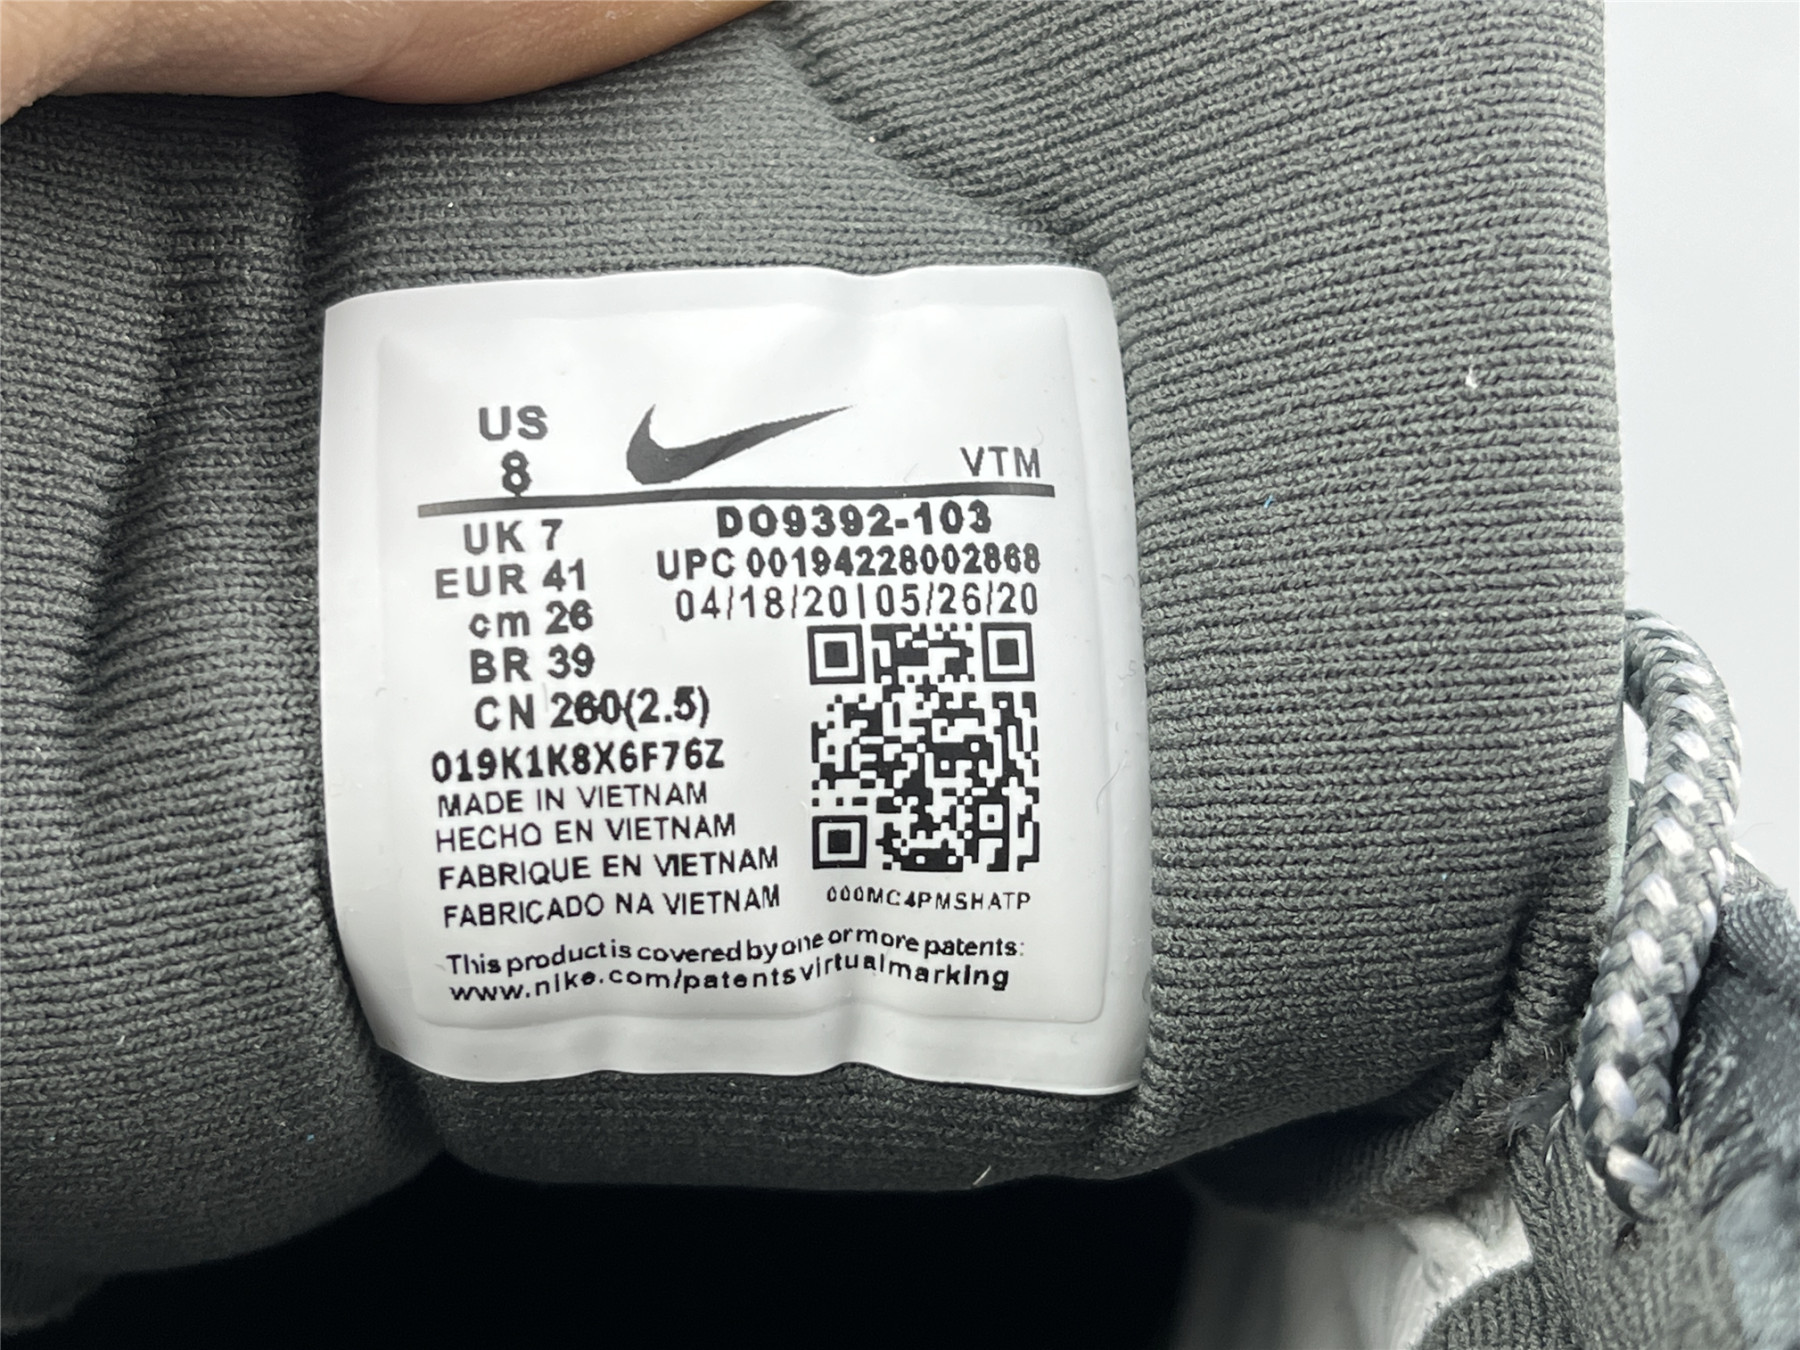 US
8
VTM
UK 7
EUR 41
cm 26
BR 39
CN 260(2.5)
019K1K8X6F76Z
MADE IN VIETNAM
HECHO EN VIETNAM
FABRIQUE EN VIETNAM
FABRICADO NA VIETNAM
DO9392-103
UPC 00194228002868
04/18/20|05/26/20
000MC4PMSHATP
This product is covered by one or more patents:
www.nike.com/patentsvirtualmarking